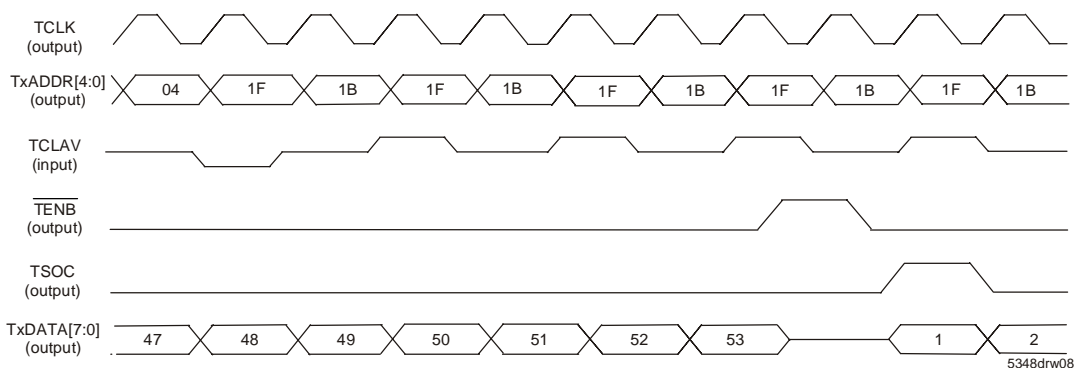 TCLK
(output)
TxADDR[4:0]
(output)
04 1F 1B 1F 1B 1F 1B 1F 1B 1F 1B
TCLAV
(input)
TENB
(output)
TSOC
(output)
TxDATA[7:0]
(output)
47 48 49 50 51 52 53 1 2
5348drw08